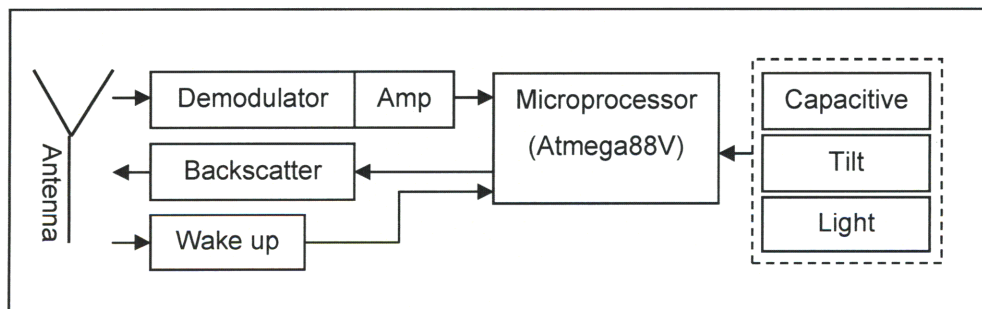 Antenna
Demodulator
Amp
Backscatter
Wake up
Microprocessor
(Atmega88V)
Capacitive
Tilt
Light